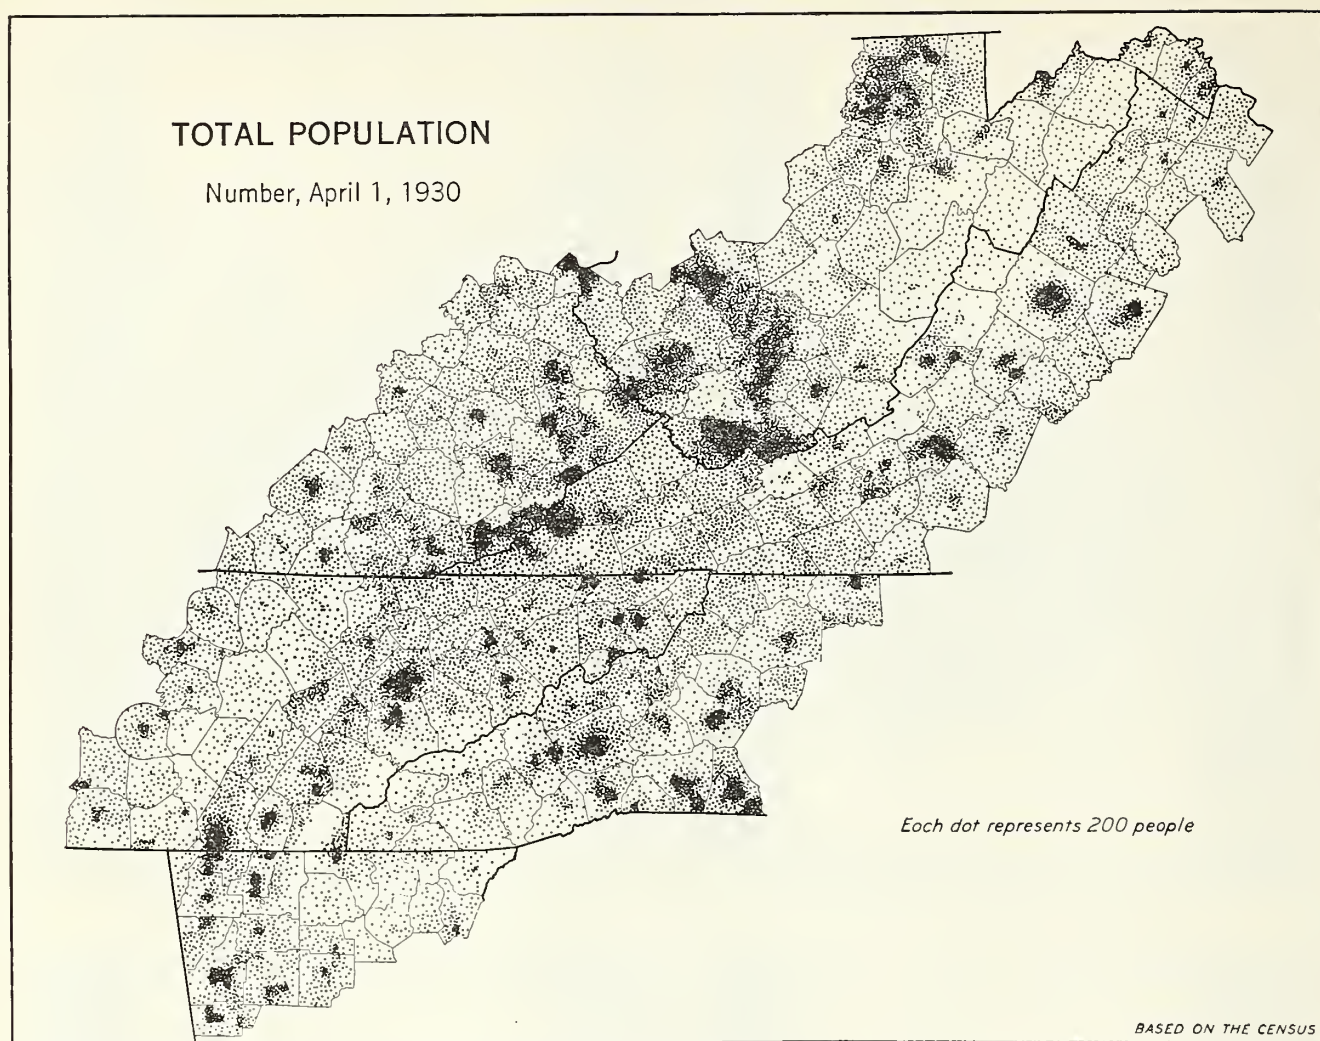 TOTAL POPULATION
Number, April 1, 1930
Each dot represents 200 people
BASED ON THE CENSUS